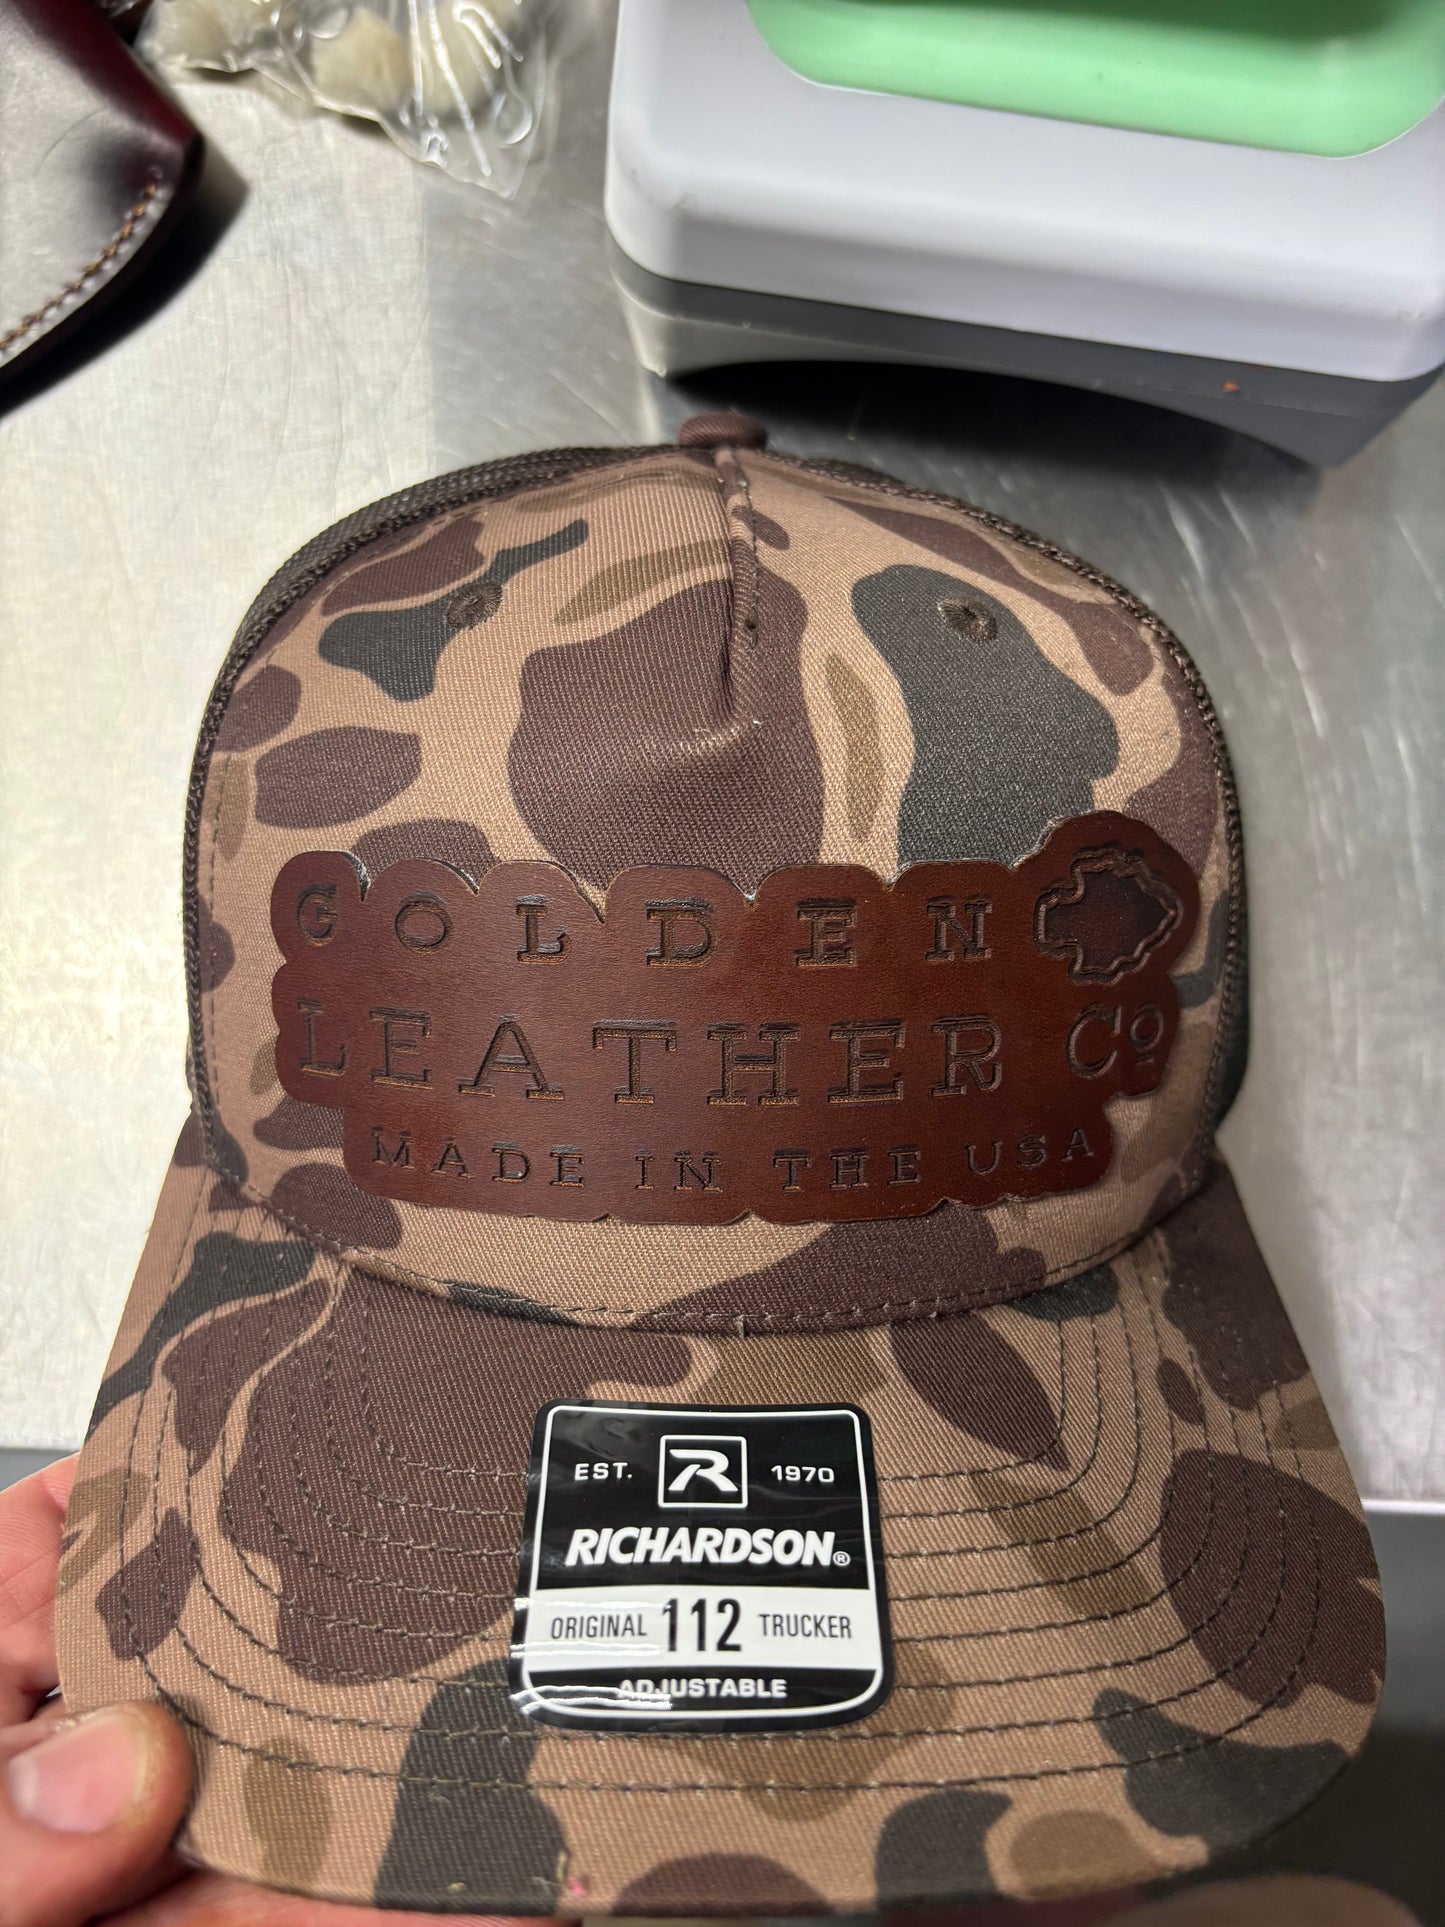 GOLDEN
LEATHER Co
MADE IN THE USA
EST. R 1970
RICHARDSON®
ORIGINAL 112 TRUCKER
ADJUSTABLE